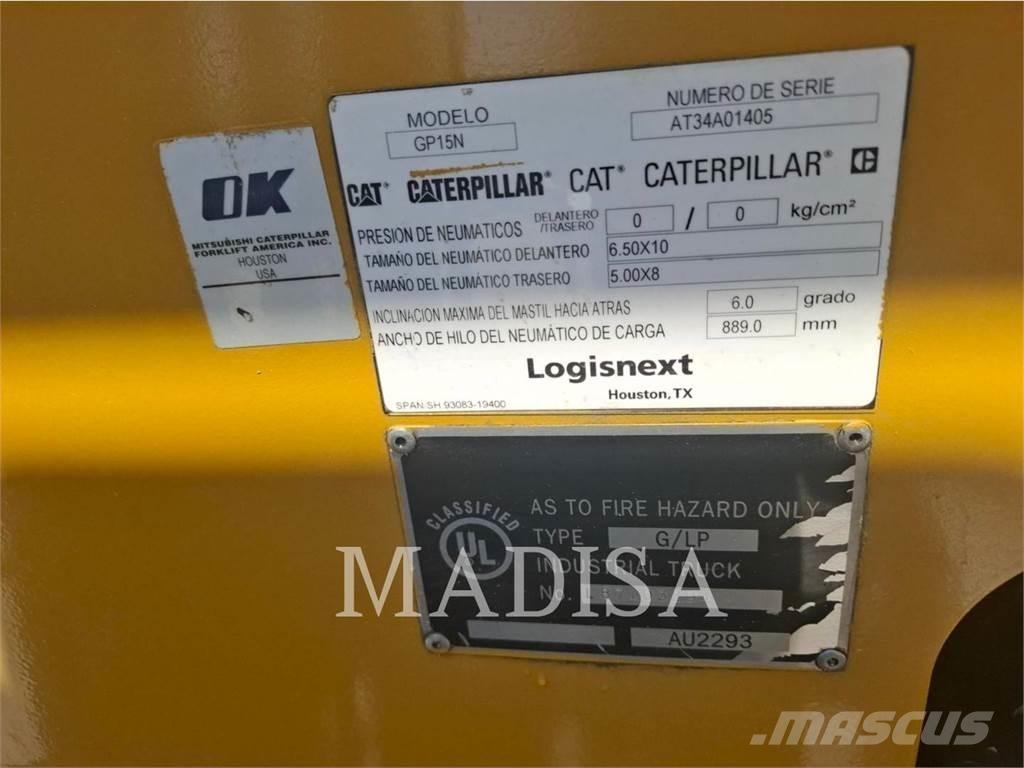 OK
MITSUBISHI CATERPILLAR
FORKLIFT AMERICA INC.
HOUSTON
USA
MODELO
GP15N
NUMERO DE SERIE
AT34A01405
CAT® CATERPILLAR® CAT® CATERPILLAR®
PRESION DE NEUMATICOS DELANTERO /TRASERO 0 / 0 kg/cm²
TAMAÑO DEL NEUMÁTICO DELANTERO 6.50X10
TAMAÑO DEL NEUMÁTICO TRASERO 5.00X8
INCLINACION MAXIMA DEL MASTIL HACIA ATRAS 6.0 grado
ANCHO DE HILO DEL NEUMÁTICO DE CARGA 889.0 mm
Logisnext
Houston, TX
SPANISH 93083-19400
CLASSIFIED
UL
AS TO FIRE HAZARD ONLY
TYPE G/LP
INDUSTRIAL TRUCK
No.
AU2293
MADISA
MASCUS